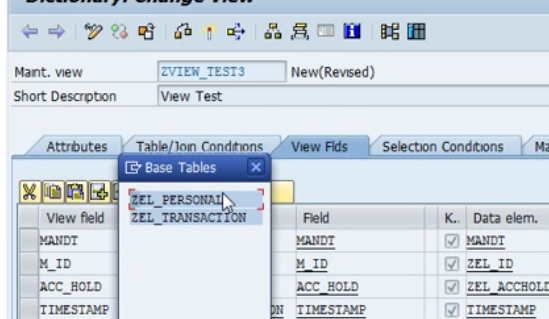 Dictionary: Change View
Maint. view ZVIEW_TEST3 New(Revised)
Short Description View Test
Attributes Table/Join Conditions View Flds Selection Conditions Ma
Base Tables
ZEL_PERSONAL
ZEL_TRANSACTION
View field Field K.. Data elem.
MANDT MANDT MANDT
M_ID M_ID ZEL_ID
ACC_HOLD ACC_HOLD ZEL_ACCHOLD
TIMESTAMP ON TIMESTAMP TIMESTAMP